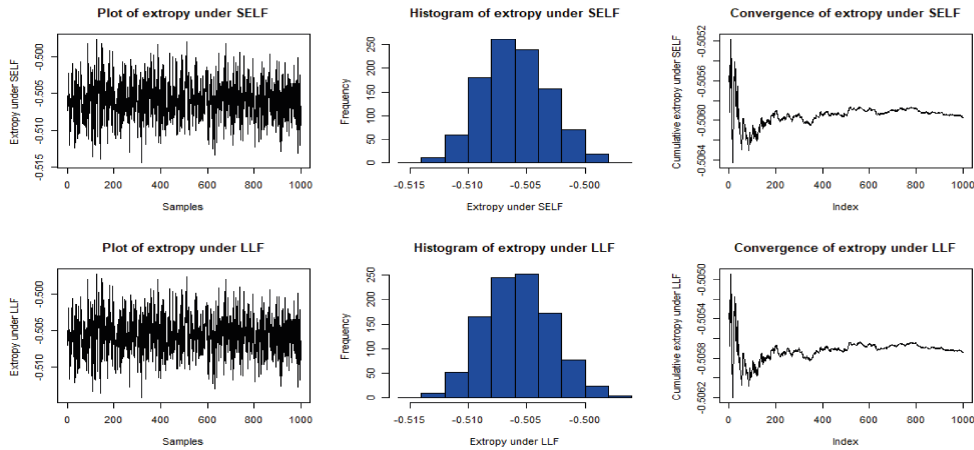 Plot of extropy under SELF
Extropy under SELF
-0.500
-0.505
-0.510
-0.515
0 200 400 600 800 1000
Samples
Histogram of extropy under SELF
Frequency
250
200
150
100
50
0
-0.515 -0.510 -0.505 -0.500
Extropy under SELF
Convergence of extropy under SELF
Cumulative extropy under SELF
-0.5052
-0.5056
-0.5060
-0.5064
0 200 400 600 800 1000
Index
Plot of extropy under LLF
Extropy under LLF
-0.500
-0.505
-0.510
0 200 400 600 800 1000
Samples
Histogram of extropy under LLF
Frequency
250
200
150
100
50
0
-0.515 -0.510 -0.505 -0.500
Extropy under LLF
Convergence of extropy under LLF
Cumulative extropy under LLF
-0.5050
-0.5054
-0.5058
-0.5062
0 200 400 600 800 1000
Index